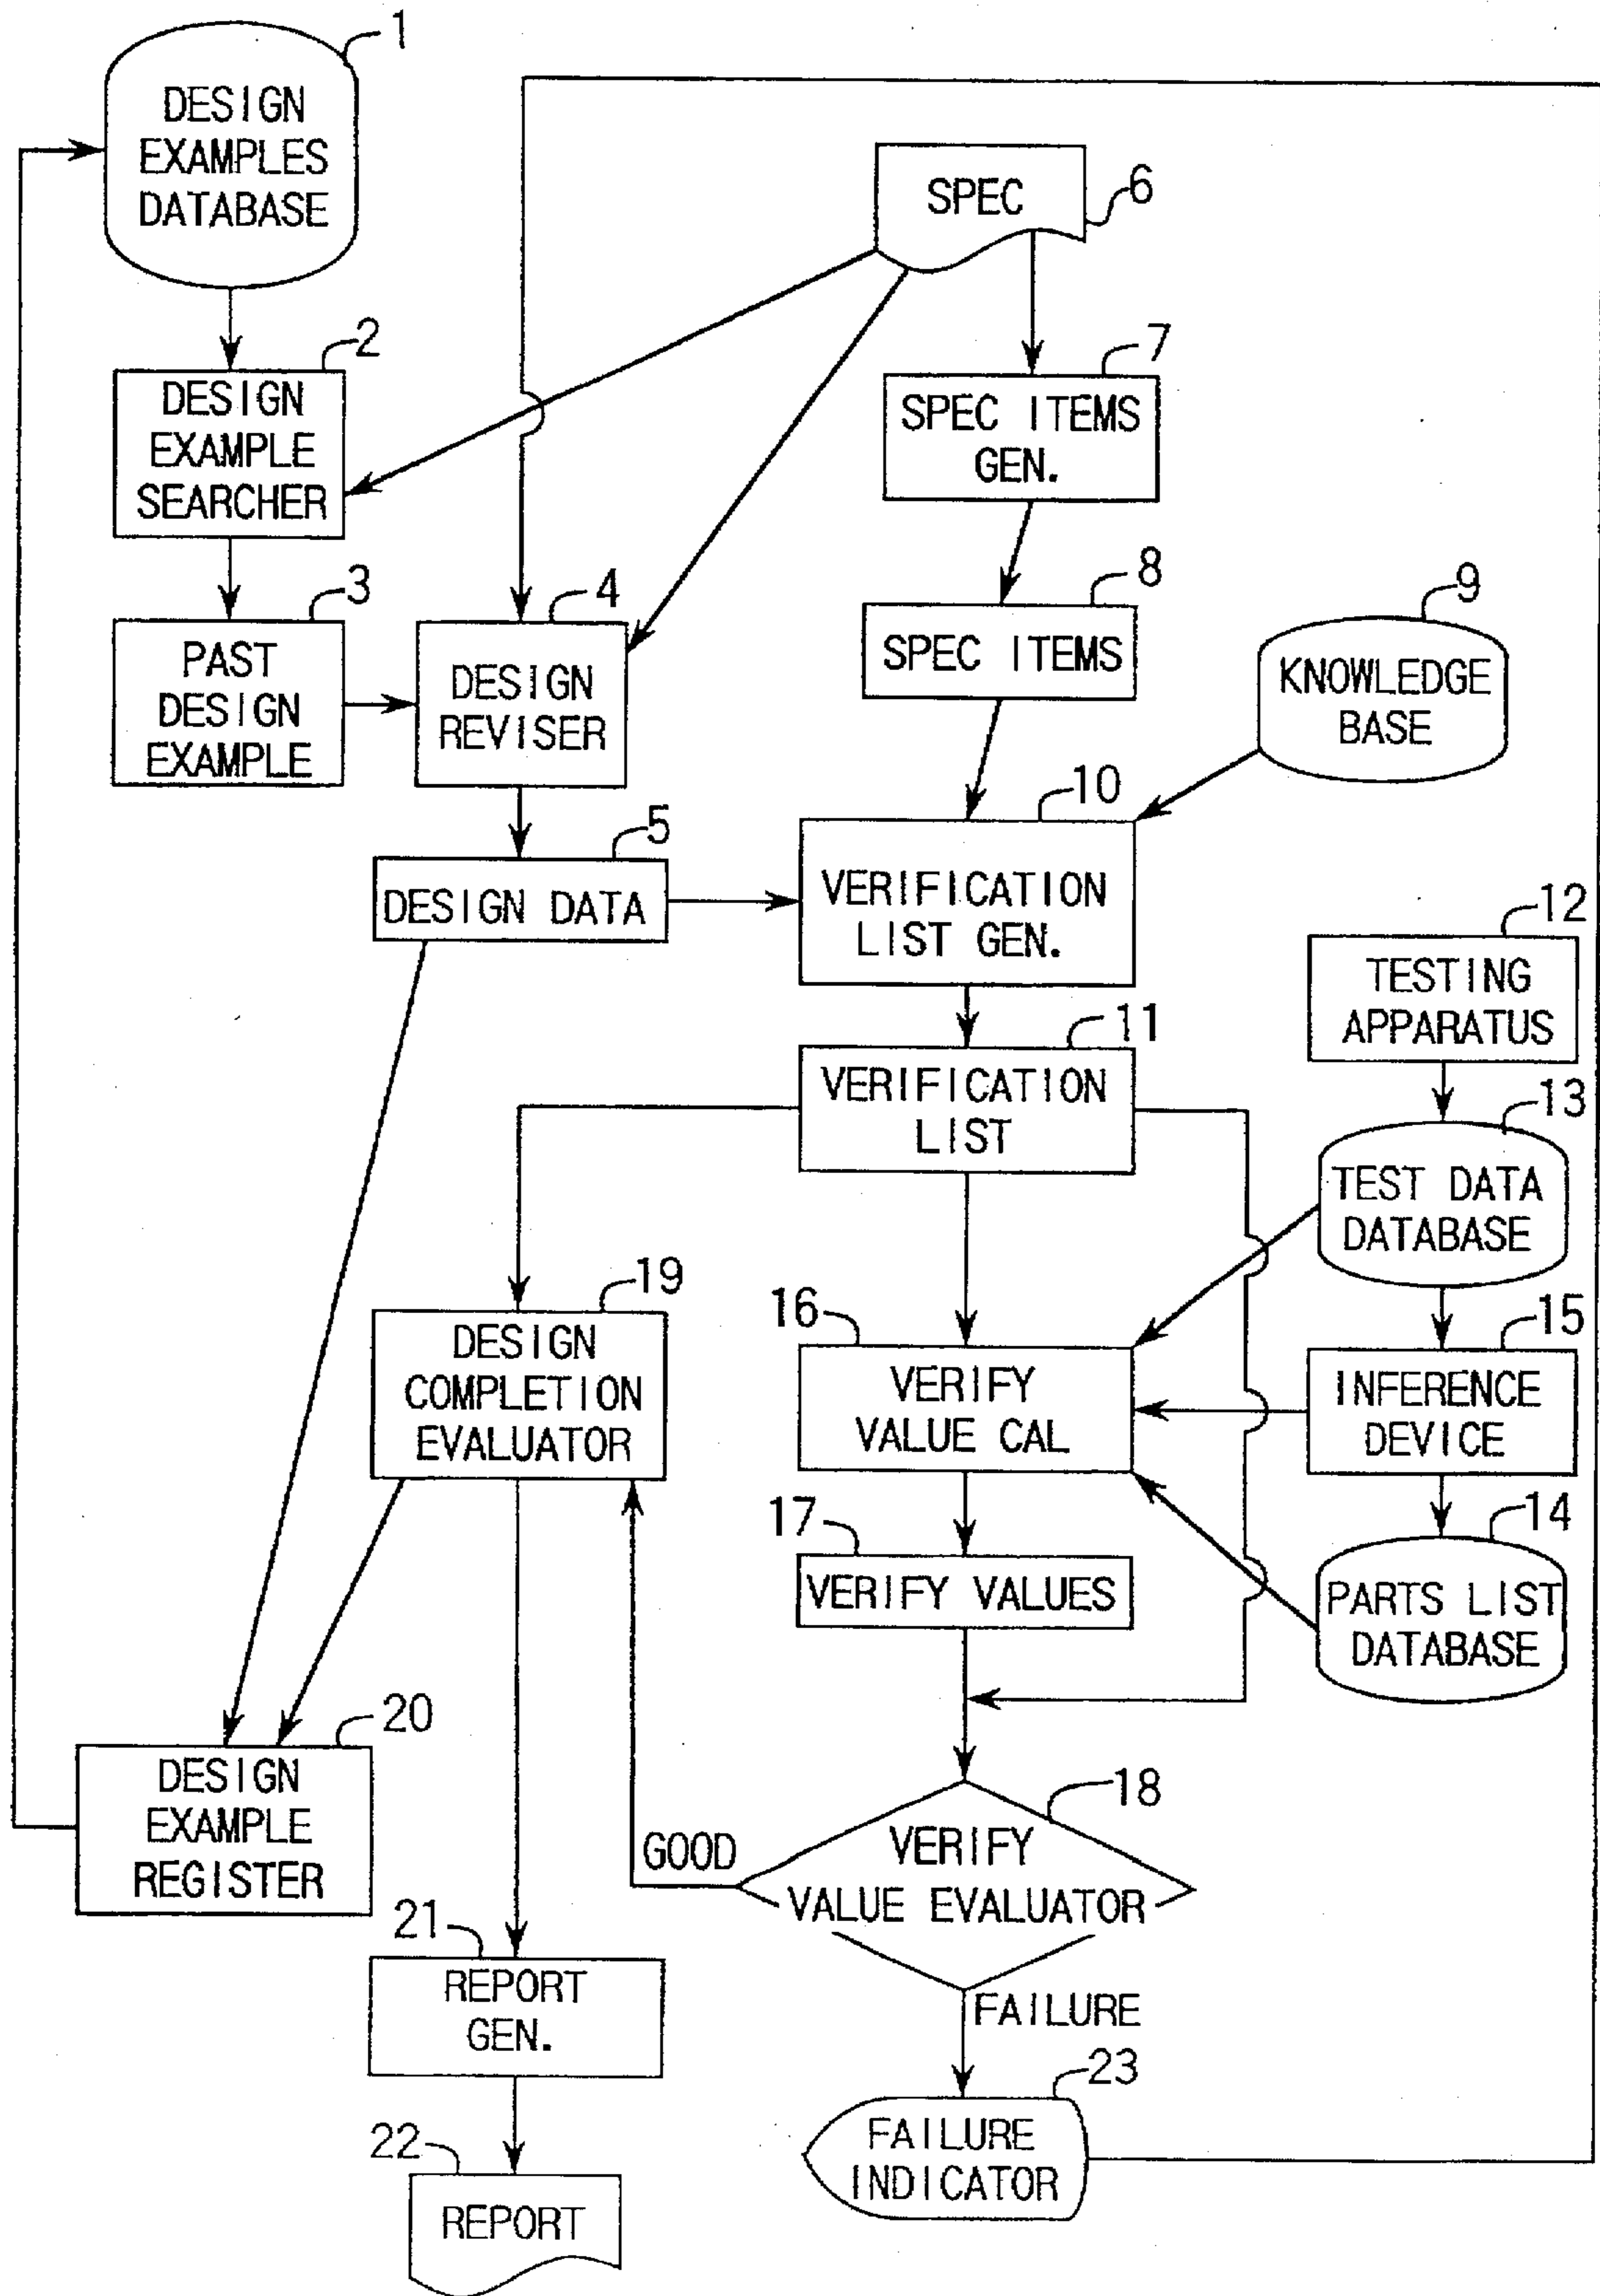 1
DESIGN
EXAMPLES
DATABASE
SPEC
6
2
DESIGN
EXAMPLE
SEARCHER
7
SPEC ITEMS
GEN.
3
PAST
DESIGN
EXAMPLE
4
DESIGN
REVISER
8
SPEC ITEMS
9
KNOWLEDGE
BASE
5
DESIGN DATA
10
VERIFICATION
LIST GEN.
12
TESTING
APPARATUS
11
VERIFICATION
LIST
13
TEST DATA
DATABASE
19
DESIGN
COMPLETION
EVALUATOR
16
VERIFY
VALUE CAL
15
INFERENCE
DEVICE
17
VERIFY VALUES
14
PARTS LIST
DATABASE
20
DESIGN
EXAMPLE
REGISTER
18
VERIFY
VALUE EVALUATOR
GOOD
FAILURE
21
REPORT
GEN.
23
FAILURE
INDICATOR
22
REPORT